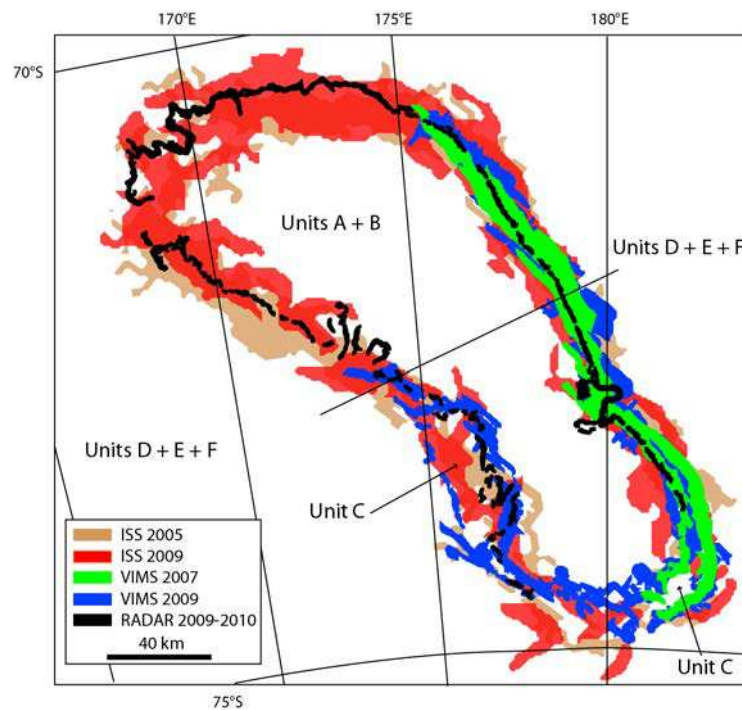 170°E
175°E
180°E
70°S
Units A + B
Units D + E + F
Units D + E + F
Unit C
ISS 2005
ISS 2009
VIMS 2007
VIMS 2009
RADAR 2009-2010
40 km
Unit C
75°S